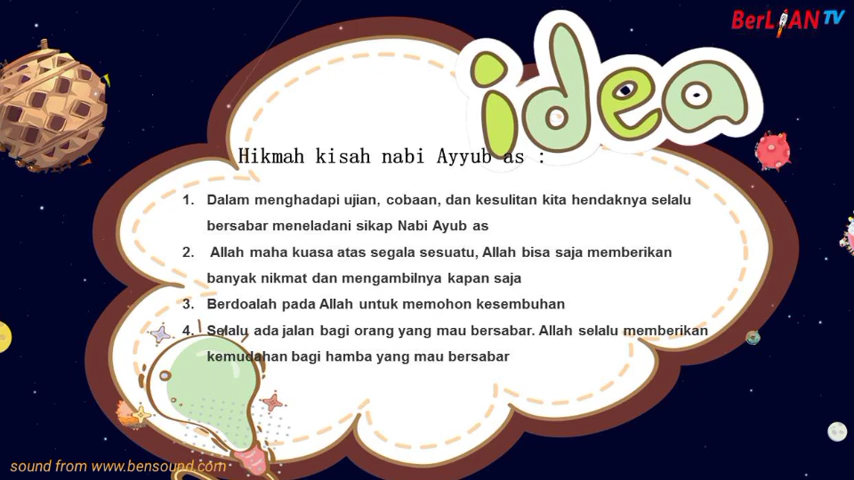 BerLIAN TV
idea
Hikmah kisah nabi Ayyub as :
1. Dalam menghadapi ujian, cobaan, dan kesulitan kita hendaknya selalu
bersabar meneladani sikap Nabi Ayub as
2. Allah maha kuasa atas segala sesuatu, Allah bisa saja memberikan
banyak nikmat dan mengambilnya kapan saja
3. Berdoalah pada Allah untuk memohon kesembuhan
4. Selalu ada jalan bagi orang yang mau bersabar. Allah selalu memberikan
kemudahan bagi hamba yang mau bersabar
sound from www.bensound.com